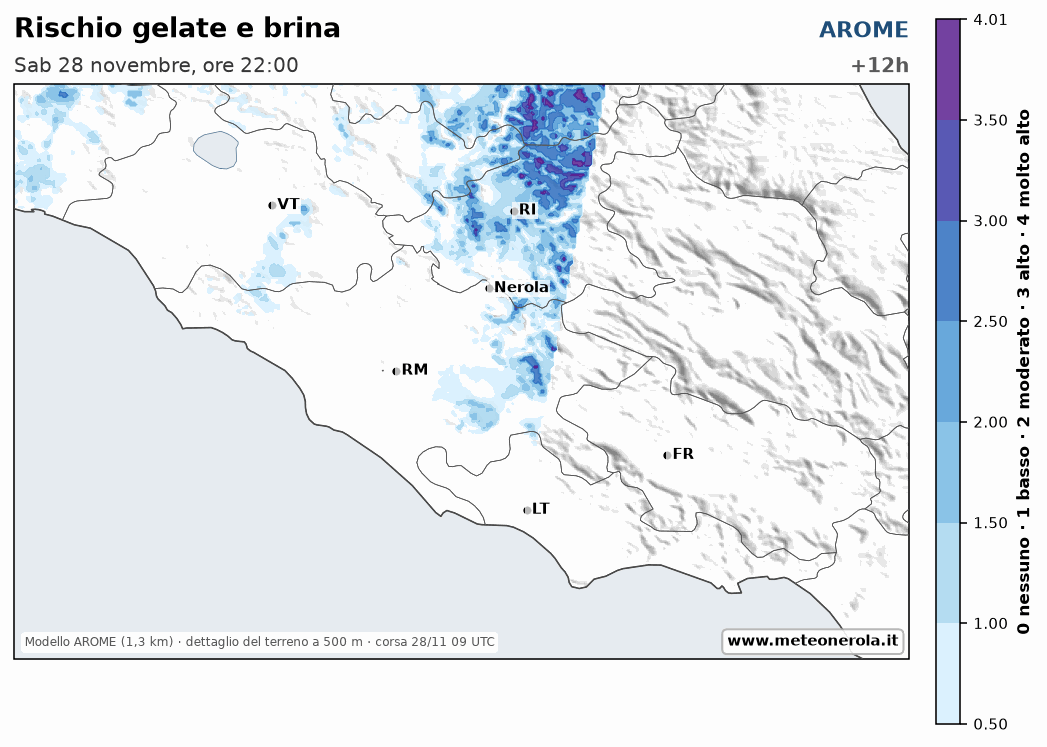 Rischio gelate e brina
AROME
Sab 28 novembre, ore 22:00
+12h
VT
RI
Nerola
RM
FR
LT
Modello AROME (1,3 km) · dettaglio del terreno a 500 m · corsa 28/11 09 UTC
www.meteonerola.it
4.01
3.50
3.00
2.50
2.00
1.50
1.00
0.50
0 nessuno · 1 basso · 2 moderato · 3 alto · 4 molto alto